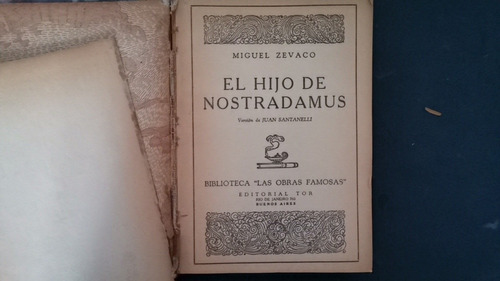 MIGUEL ZEVACO
EL HIJO DE
NOSTRADAMUS
Versión de JUAN SANTANELLI
BIBLIOTECA "LAS OBRAS FAMOSAS"
EDITORIAL TOR
RIO DE JANEIRO 760
BUENOS AIRES